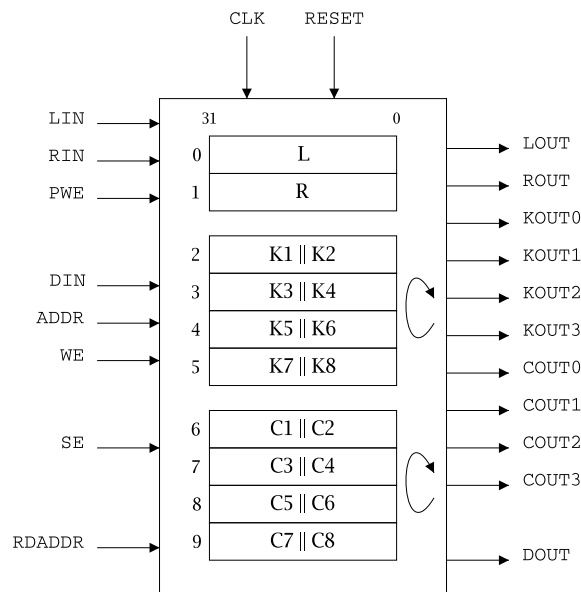 CLK RESET
31 0
LIN
RIN
PWE
DIN
ADDR
WE
SE
RDADDR
0 L
1 R
2 K1 || K2
3 K3 || K4
4 K5 || K6
5 K7 || K8
6 C1 || C2
7 C3 || C4
8 C5 || C6
9 C7 || C8
LOUT
ROUT
KOUT0
KOUT1
KOUT2
KOUT3
COUT0
COUT1
COUT2
COUT3
DOUT